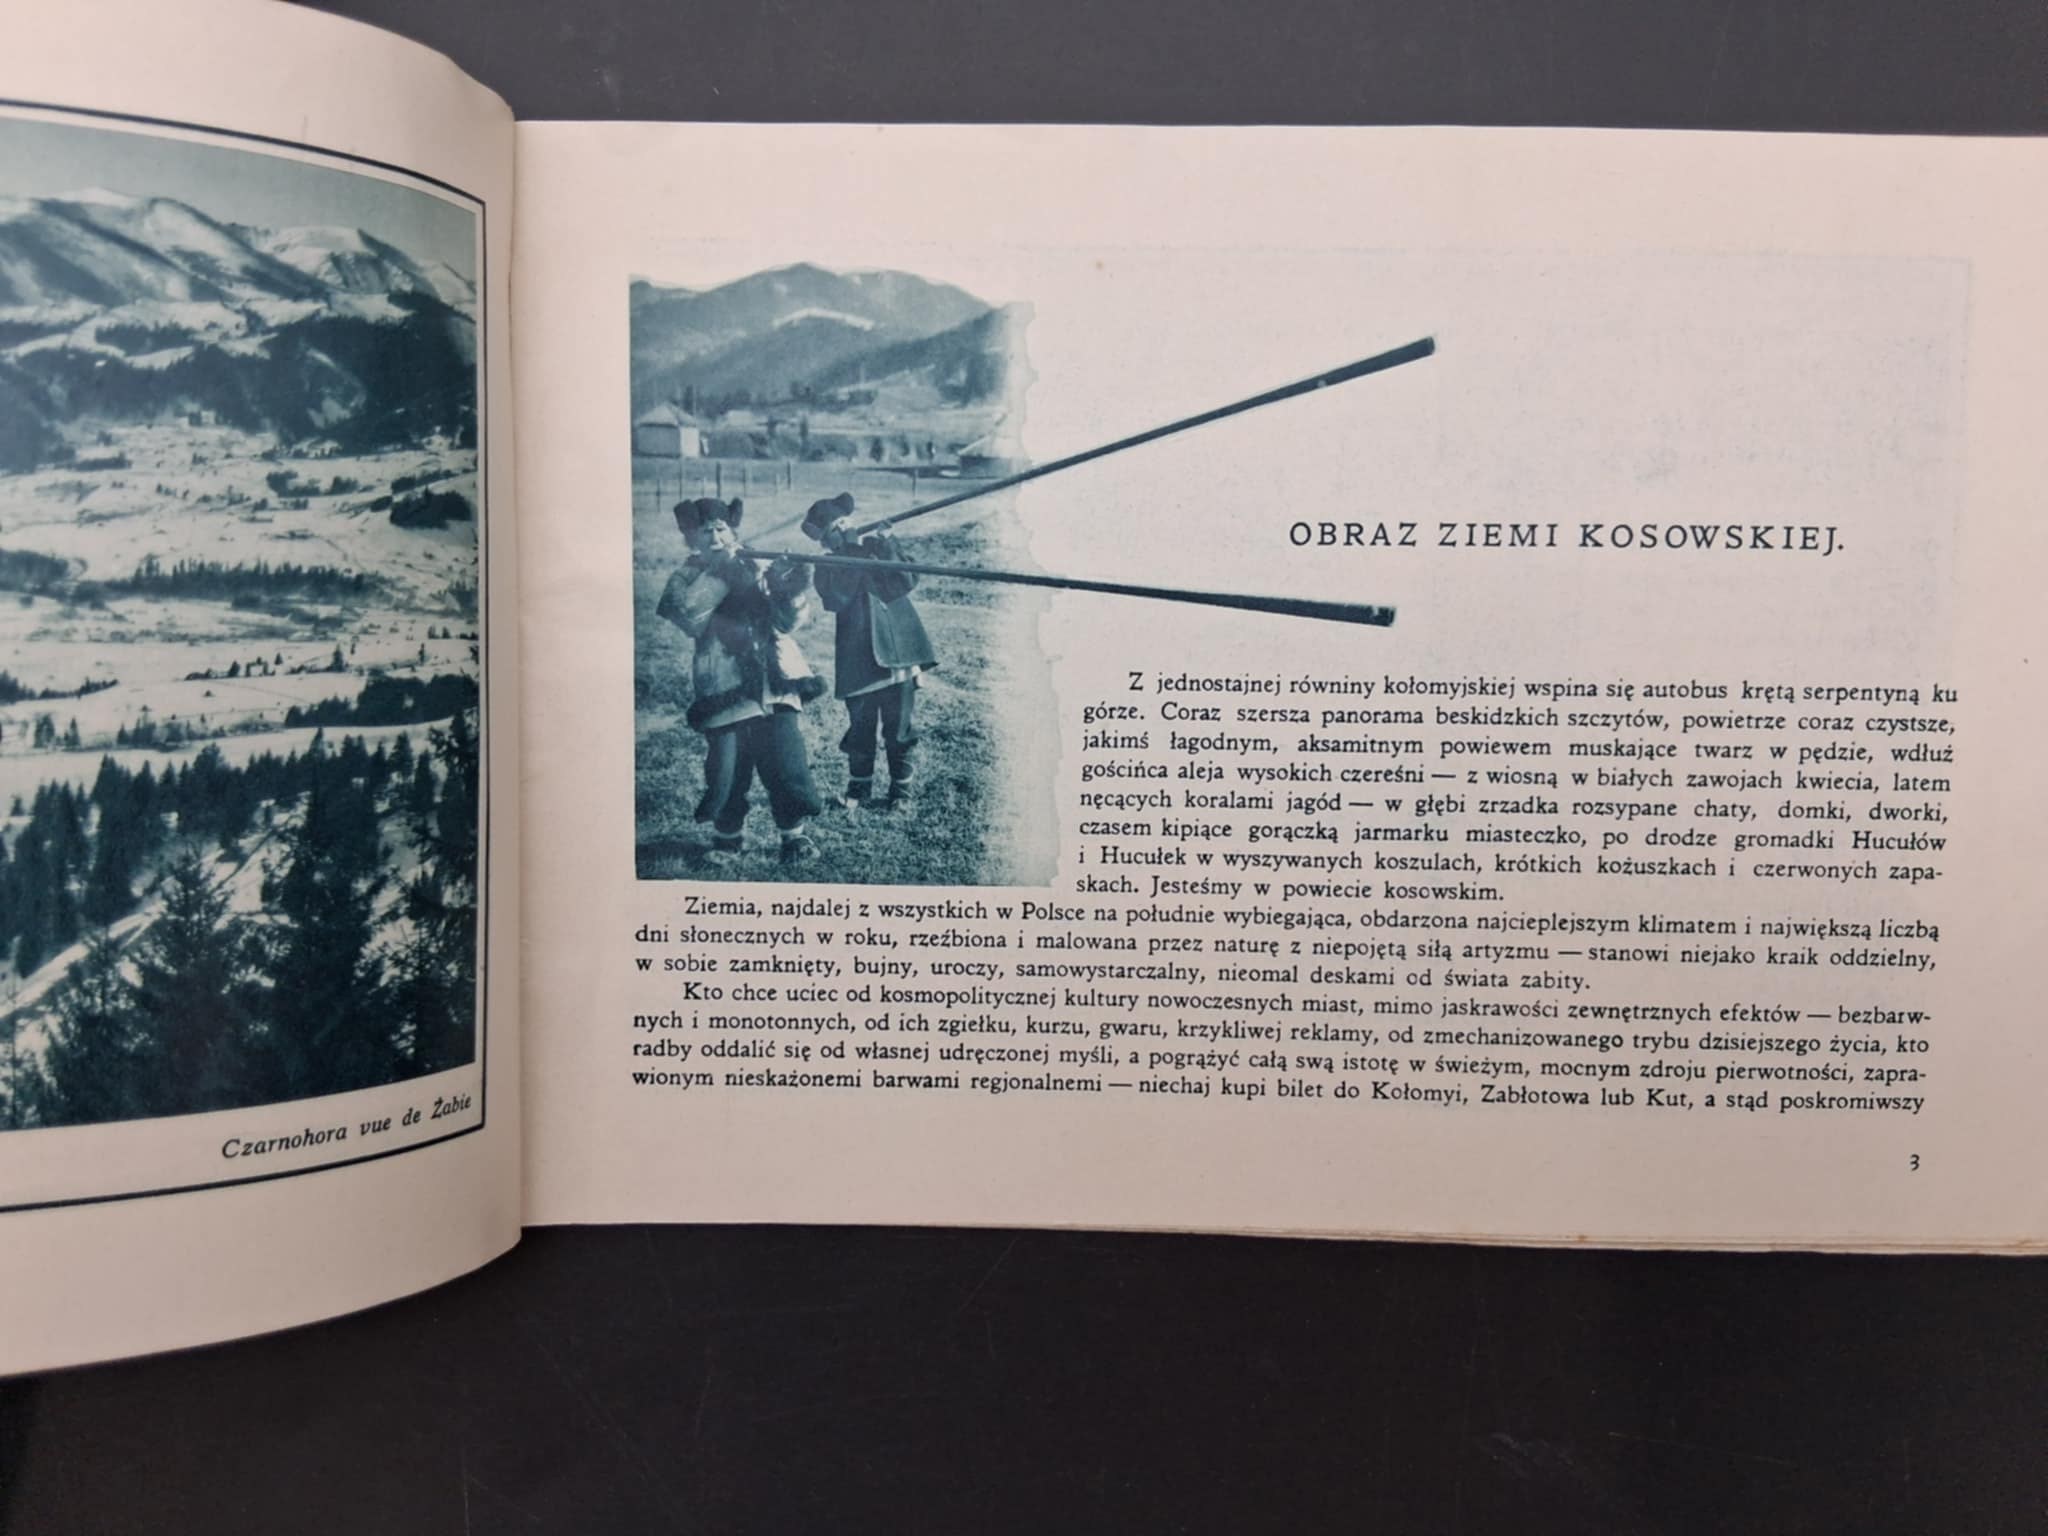 Czarnohora vue de Żabie
OBRAZ ZIEMI KOSOWSKIEJ.
Z jednostajnej równiny kołomyjskiej wspina się autobus krętą serpentyną ku
górze. Coraz szersza panorama beskidzkich szczytów, powietrze coraz czystsze,
jakimś łagodnym, aksamitnym powiewem muskające twarz w pędzie, wdłuż
gościńca aleja wysokich czereśni — z wiosną w białych zawojach kwiecia, latem
nęcących koralami jagód — w głębi zrzadka rozsypane chaty, domki, dworki,
czasem kipiące gorączką jarmarku miasteczko, po drodze gromadki Hucułów
i Hucułek w wyszywanych koszulach, krótkich kożuszkach i czerwonych zapa-
skach. Jesteśmy w powiecie kosowskim.
Ziemia, najdalej z wszystkich w Polsce na południe wybiegająca, obdarzona najcieplejszym klimatem i największą liczbą
dni słonecznych w roku, rzeźbiona i malowana przez naturę z niepojętą siłą artyzmu — stanowi niejako kraik oddzielny,
w sobie zamknięty, bujny, uroczy, samowystarczalny, nieomal deskami od świata zabity.
Kto chce uciec od kosmopolitycznej kultury nowoczesnych miast, mimo jaskrawości zewnętrznych efektów — bezbarw-
nych i monotonnych, od ich zgiełku, kurzu, gwaru, krzykliwej reklamy, od zmechanizowanego trybu dzisiejszego życia, kto
radby oddalić się od własnej udręczonej myśli, a pogrążyć całą swą istotę w świeżym, mocnym zdroju pierwotności, zapra-
wionym nieskażonemi barwami regjonalnemi — niechaj kupi bilet do Kołomyi, Zabłotowa lub Kut, a stąd poskromiwszy
3